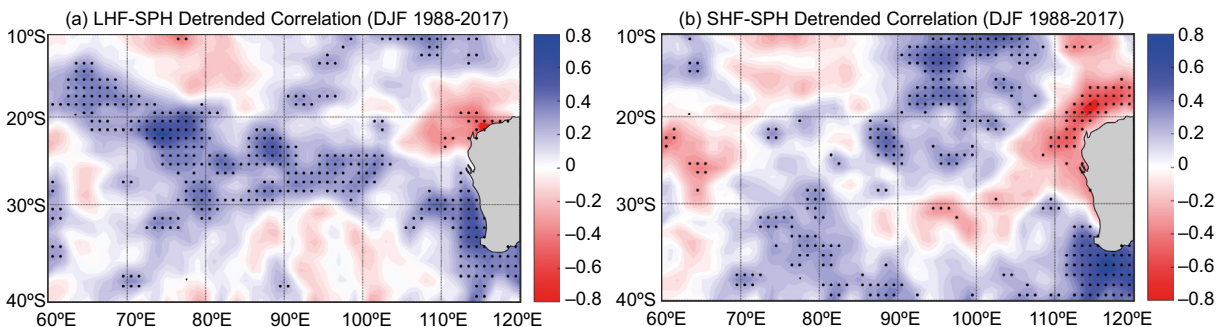 (a) LHF-SPH Detrended Correlation (DJF 1988-2017)
10ºS
20ºS
30ºS
40ºS
60ºE 70ºE 80ºE 90ºE 100ºE 110ºE 120ºE
0.8
0.6
0.4
0.2
0
–0.2
–0.4
–0.6
–0.8
(b) SHF-SPH Detrended Correlation (DJF 1988-2017)
10ºS
20ºS
30ºS
40ºS
60ºE 70ºE 80ºE 90ºE 100ºE 110ºE 120ºE
0.8
0.6
0.4
0.2
0
–0.2
–0.4
–0.6
–0.8